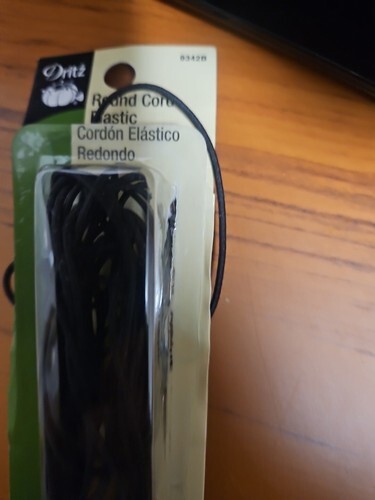 9342B
Dritz
Round Cord
Elastic
Cordón Elástico
Redondo